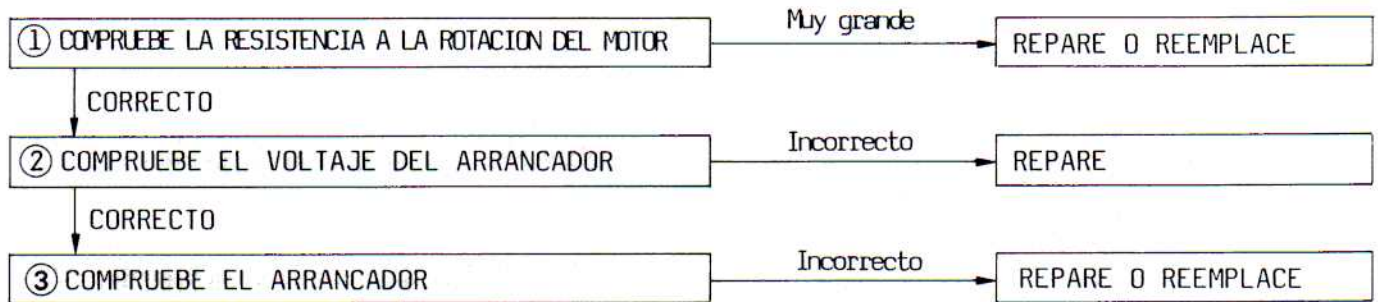 ① COMPRUEBE LA RESISTENCIA A LA ROTACION DEL MOTOR
Muy grande
REPARE O REEMPLACE
CORRECTO
② COMPRUEBE EL VOLTAJE DEL ARRANCADOR
Incorrecto
REPARE
CORRECTO
③ COMPRUEBE EL ARRANCADOR
Incorrecto
REPARE O REEMPLACE